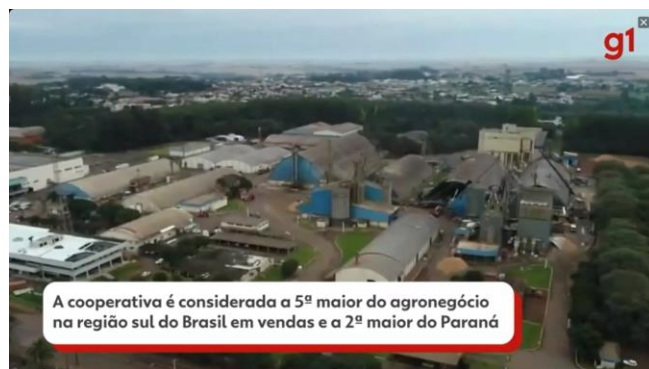 g1
A cooperativa é considerada a 5ª maior do agronegócio
na região sul do Brasil em vendas e a 2ª maior do Paraná